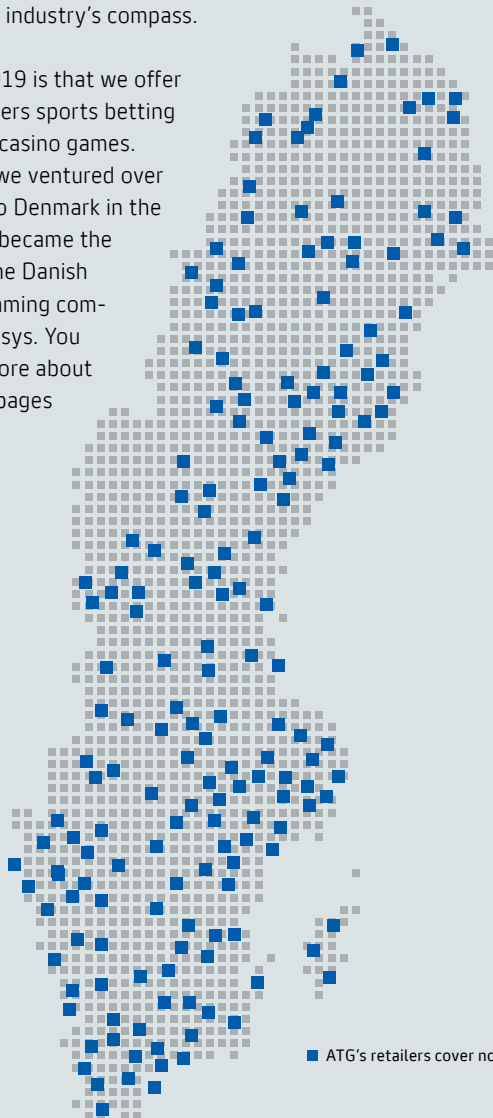 industry's compass.
19 is that we offer
ers sports betting
casino games.
we ventured over
o Denmark in the
became the
ne Danish
aming com-
sys. You
ore about
pages
ATG's retailers cover no